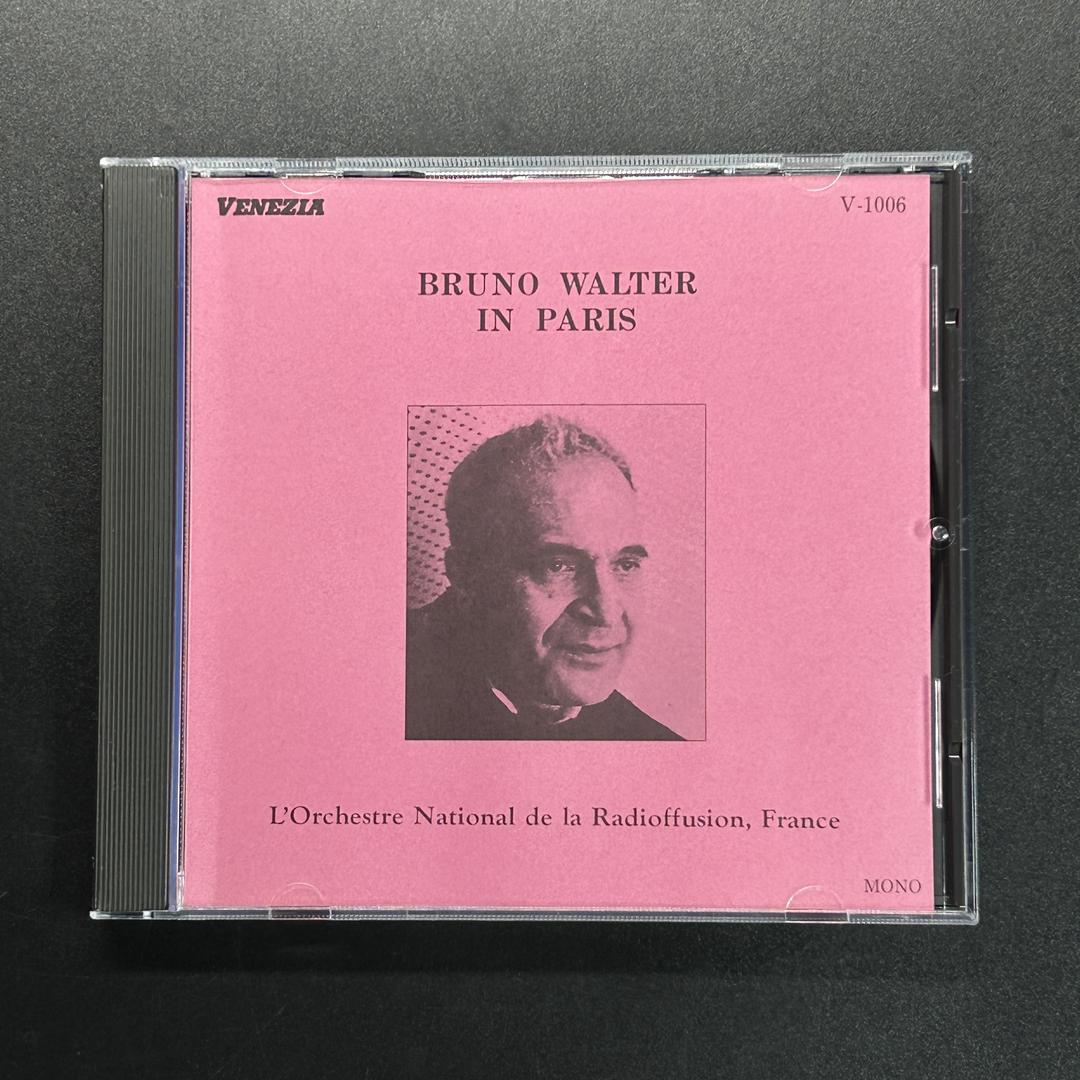 VENEZIA
V-1006
BRUNO WALTER
IN PARIS
L'Orchestre National de la Radioffusion, France
MONO